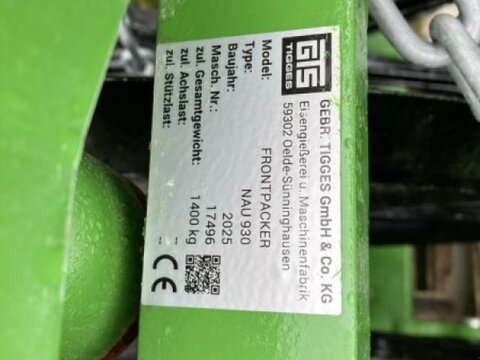 GTS
TIGGES
GEBR. TIGGES GmbH & Co. KG
Eisengießerei u. Maschinenfabrik
59302 Oelde-Sünninghausen
Model: FRONTPACKER
Type: NAU 930
Baujahr: 2025
Masch. Nr.: 17496
zul. Gesamtgewicht: 1400 kg
zul. Achslast:
zul. Stützlast:
CE